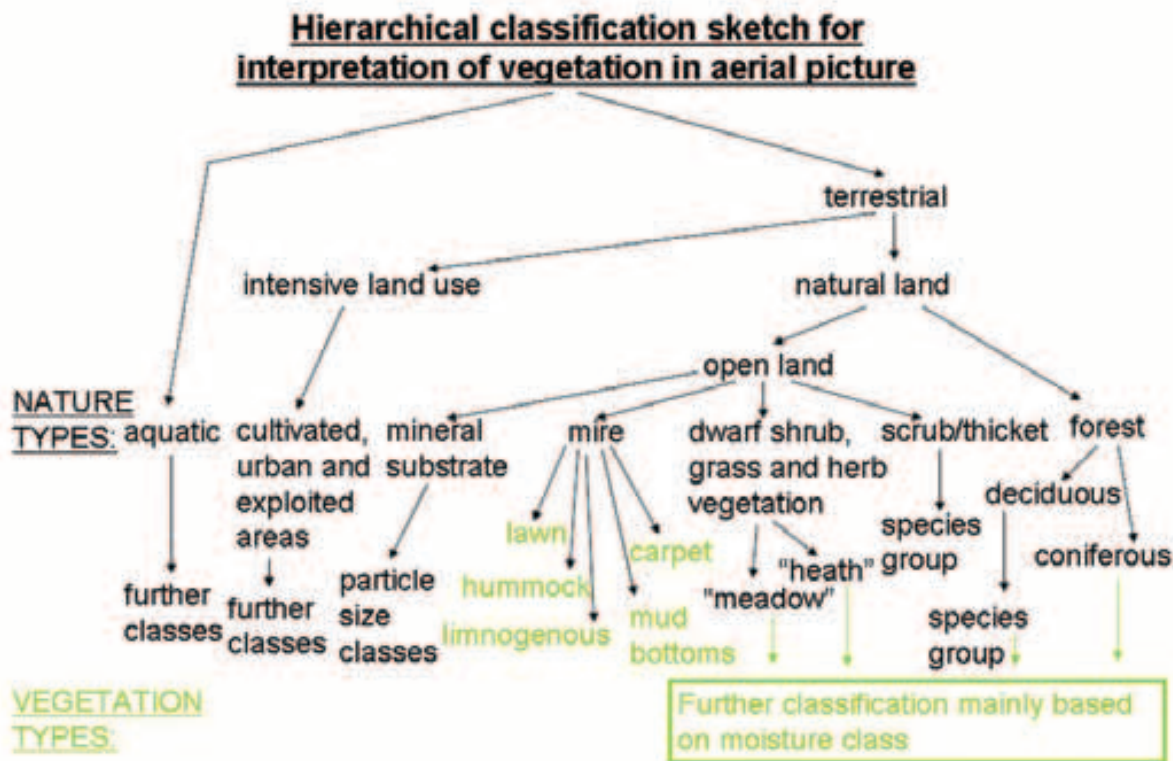 Hierarchical classification sketch for
interpretation of vegetation in aerial picture
terrestrial
intensive land use
natural land
open land
NATURE
TYPES:
aquatic
cultivated,
urban and
exploited
areas
mineral
substrate
mire
dwarf shrub,
grass and herb
vegetation
scrub/thicket
forest
deciduous
coniferous
species
group
lawn
carpet
hummock
limnogenous
mud
bottoms
"heath"
"meadow"
further
classes
further
classes
particle
size
classes
species
group
VEGETATION
TYPES:
Further classification mainly based
on moisture class